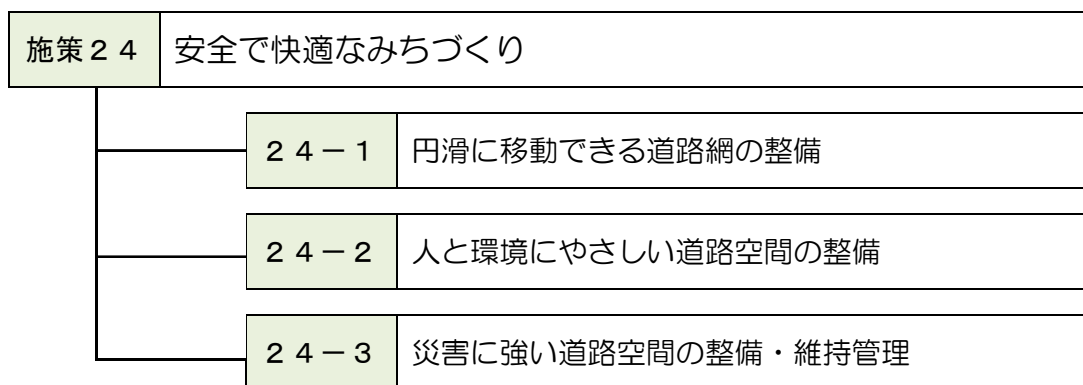 施策２４ 安全で快適なみちづくり
２４－１ 円滑に移動できる道路網の整備
２４－２ 人と環境にやさしい道路空間の整備
２４－３ 災害に強い道路空間の整備・維持管理